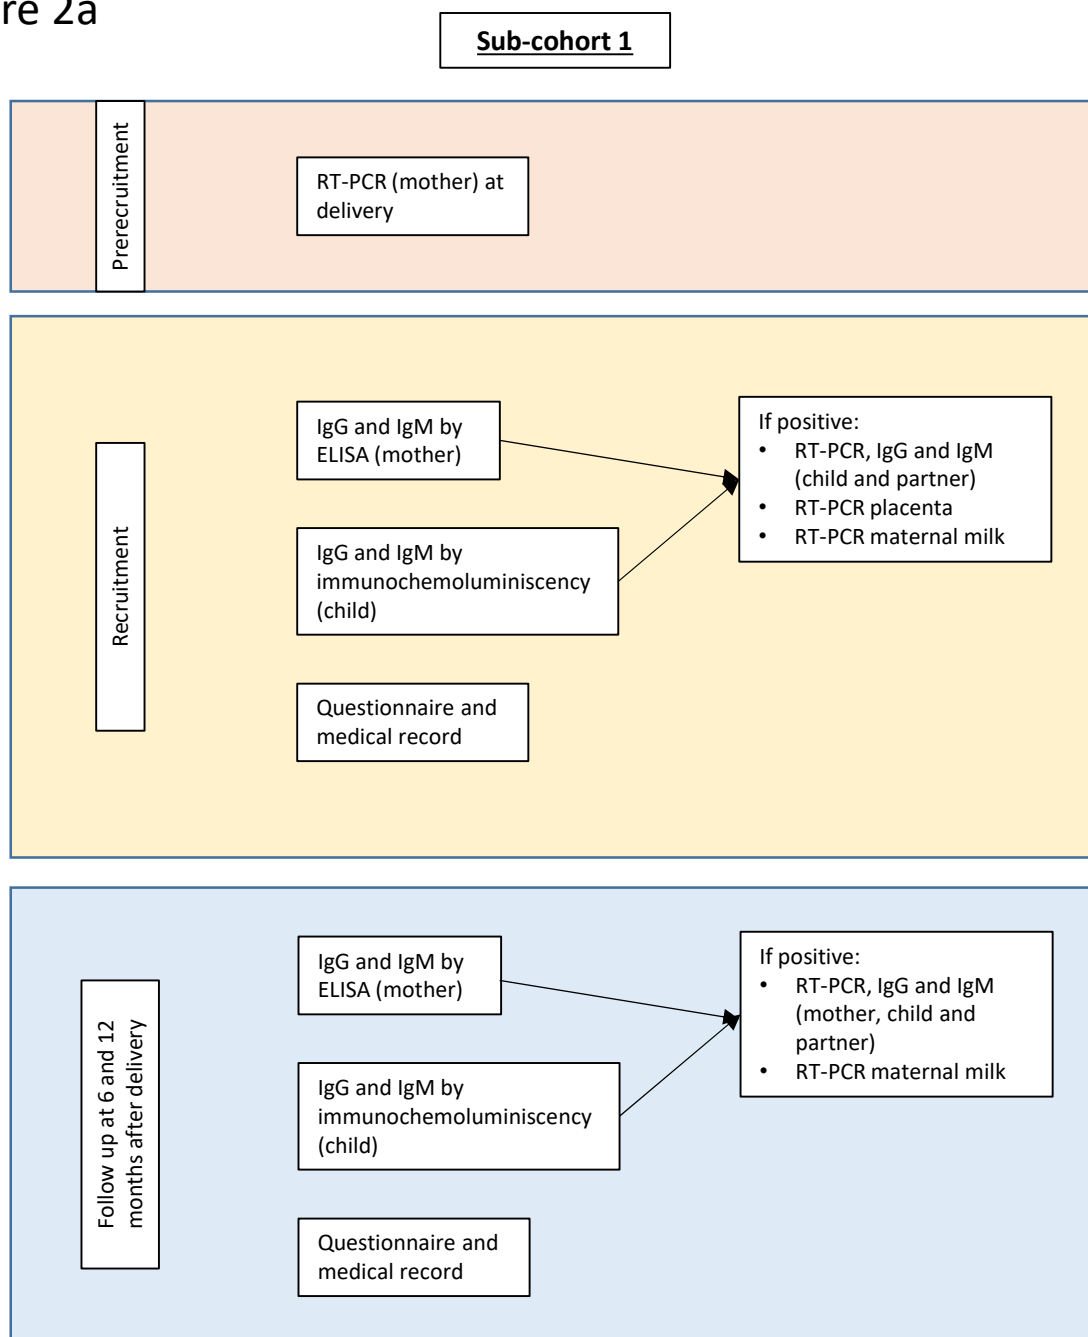 re 2a
Sub-cohort 1
Prerecruitment
RT-PCR (mother) at
delivery
Recruitment
IgG and IgM by
ELISA (mother)
IgG and IgM by
immunochemoluminiscency
(child)
Questionnaire and
medical record
If positive:
• RT-PCR, IgG and IgM
(child and partner)
• RT-PCR placenta
• RT-PCR maternal milk
Follow up at 6 and 12
months after delivery
IgG and IgM by
ELISA (mother)
IgG and IgM by
immunochemoluminiscency
(child)
Questionnaire and
medical record
If positive:
• RT-PCR, IgG and IgM
(mother, child and
partner)
• RT-PCR maternal milk